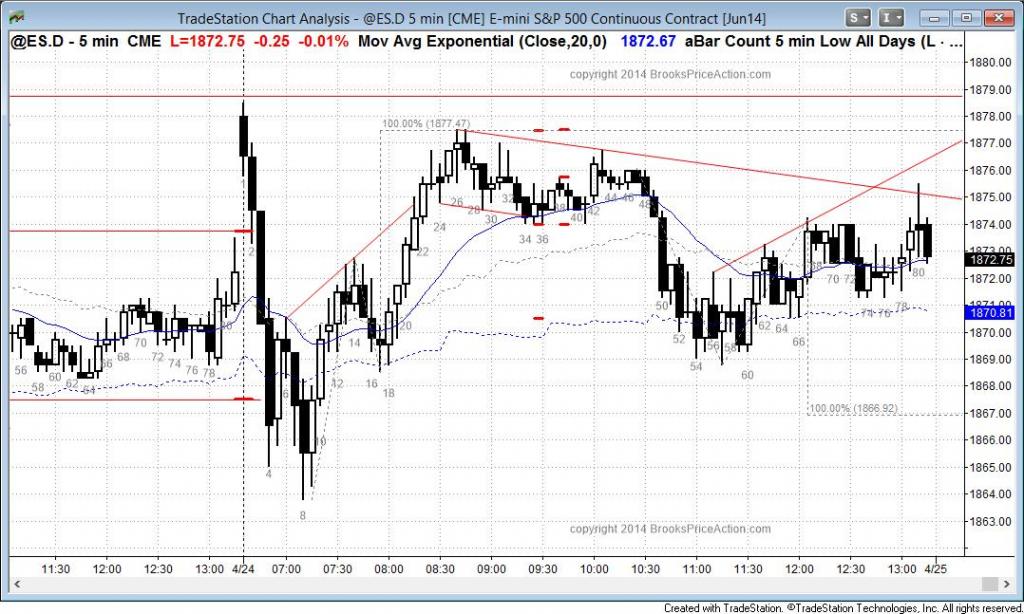 TradeStation Chart Analysis - @ES.D 5 min [CME] E-mini S&P 500 Continuous Contract [Jun14]
S I
@ES.D - 5 min CME L=1872.75 -0.25 -0.01% Mov Avg Exponential (Close,20,0) 1872.67 aBar Count 5 min Low All Days (L · ...
copyright 2014 BrooksPriceAction.com
1880.00
1879.00
1878.00
100.00% (1877.47)
1877.00
1876.00
1875.00
1874.00
1873.00
1872.75
1872.00
1871.00
1870.81
1870.00
1869.00
1868.00
100.00% (1866.92)
1867.00
1866.00
1865.00
1864.00
1863.00
2
26 28 30 32 38 40 42 44 46 48
24 34 36
22
50 52 54 56 58 60 62 64 66 68 70 72 74 76 78 80
56 58 60 62 64 66 68 70 72 74 76 78 80
6 12 14 16 18 20
4 10
8
copyright 2014 BrooksPriceAction.com
11:30 12:00 12:30 13:00 4/24 07:00 07:30 08:00 08:30 09:00 09:30 10:00 10:30 11:00 11:30 12:00 12:30 13:00 4/25
Created with TradeStation. ©TradeStation Technologies, Inc. All rights reserved.